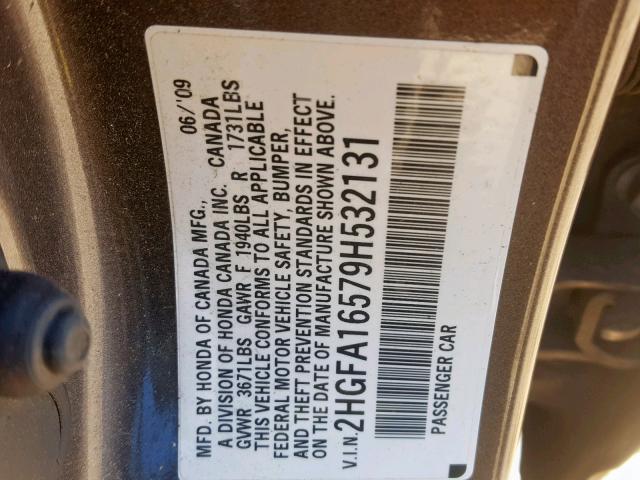 MFD. BY HONDA OF CANADA MFG., 06/'09
A DIVISION OF HONDA CANADA INC. CANADA
GVWR 3671LBS GAWR F 1940LBS R 1731LBS
THIS VEHICLE CONFORMS TO ALL APPLICABLE
FEDERAL MOTOR VEHICLE SAFETY, BUMPER,
AND THEFT PREVENTION STANDARDS IN EFFECT
ON THE DATE OF MANUFACTURE SHOWN ABOVE.
V.I.N. 2HGFA16579H532131
PASSENGER CAR